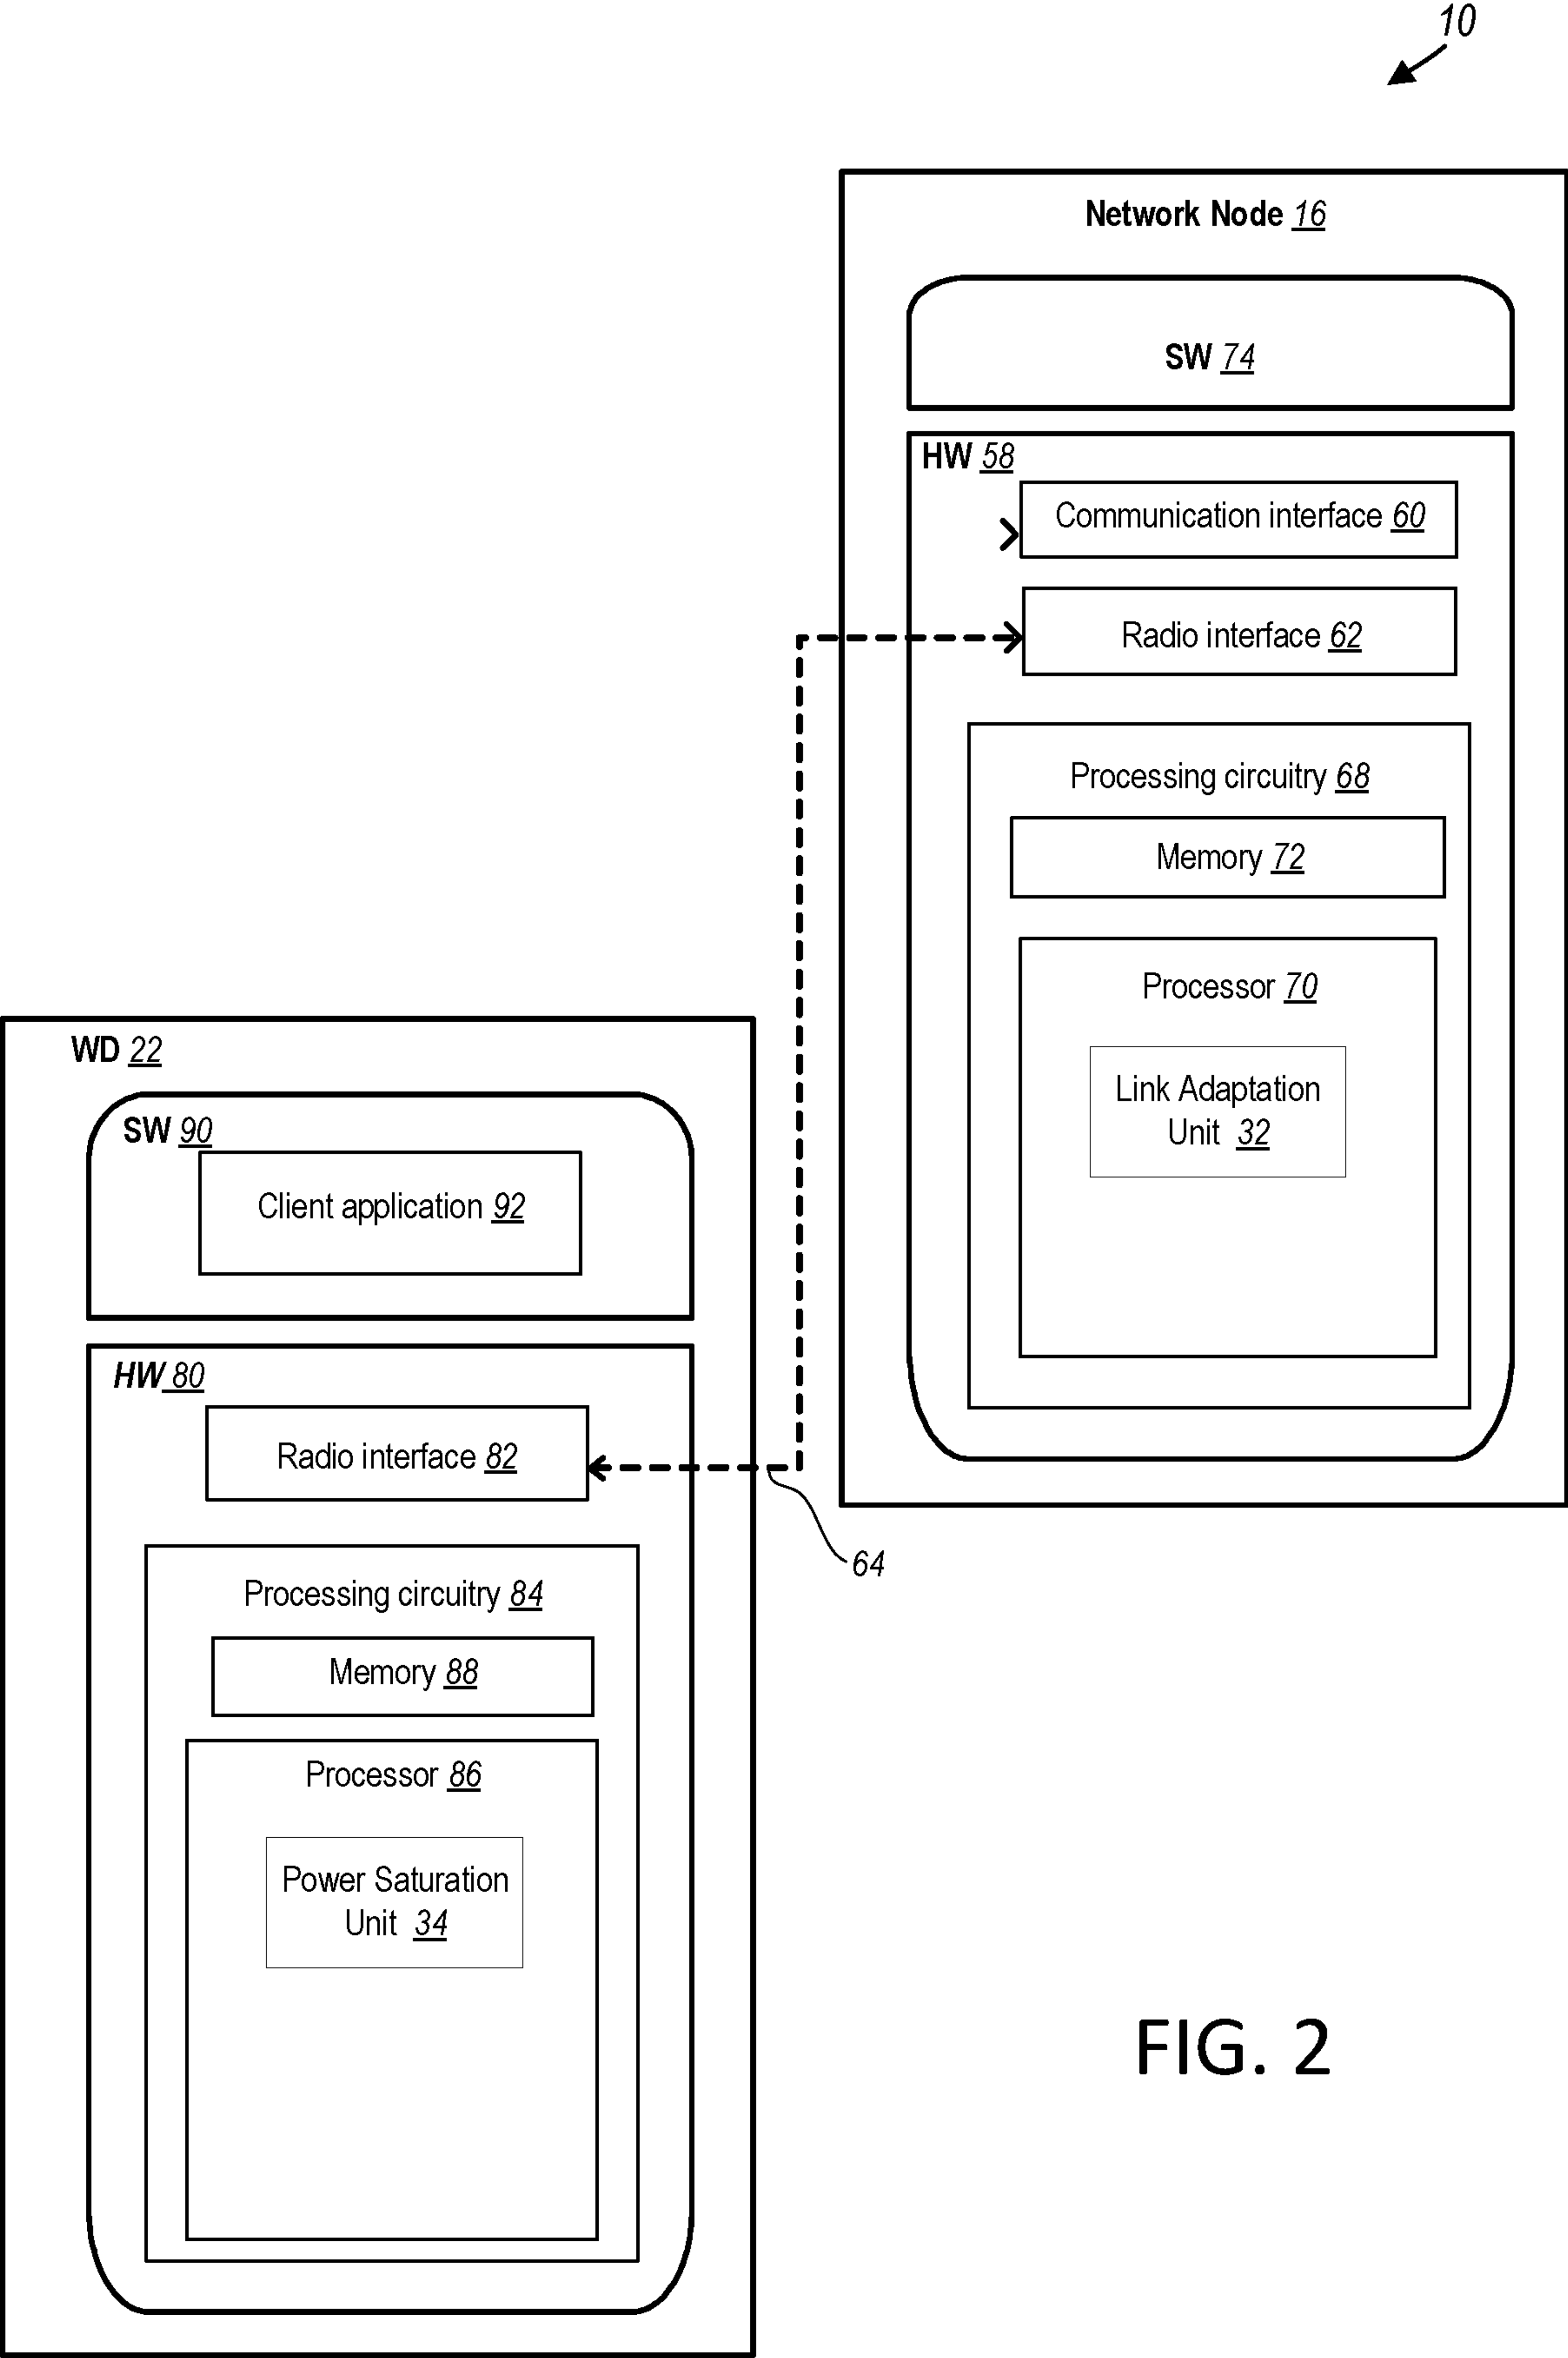 10
Network Node 16
SW 74
HW 58
Communication interface 60
Radio interface 62
Processing circuitry 68
Memory 72
Processor 70
Link Adaptation
Unit 32
WD 22
SW 90
Client application 92
HW 80
Radio interface 82
64
Processing circuitry 84
Memory 88
Processor 86
Power Saturation
Unit 34
FIG. 2